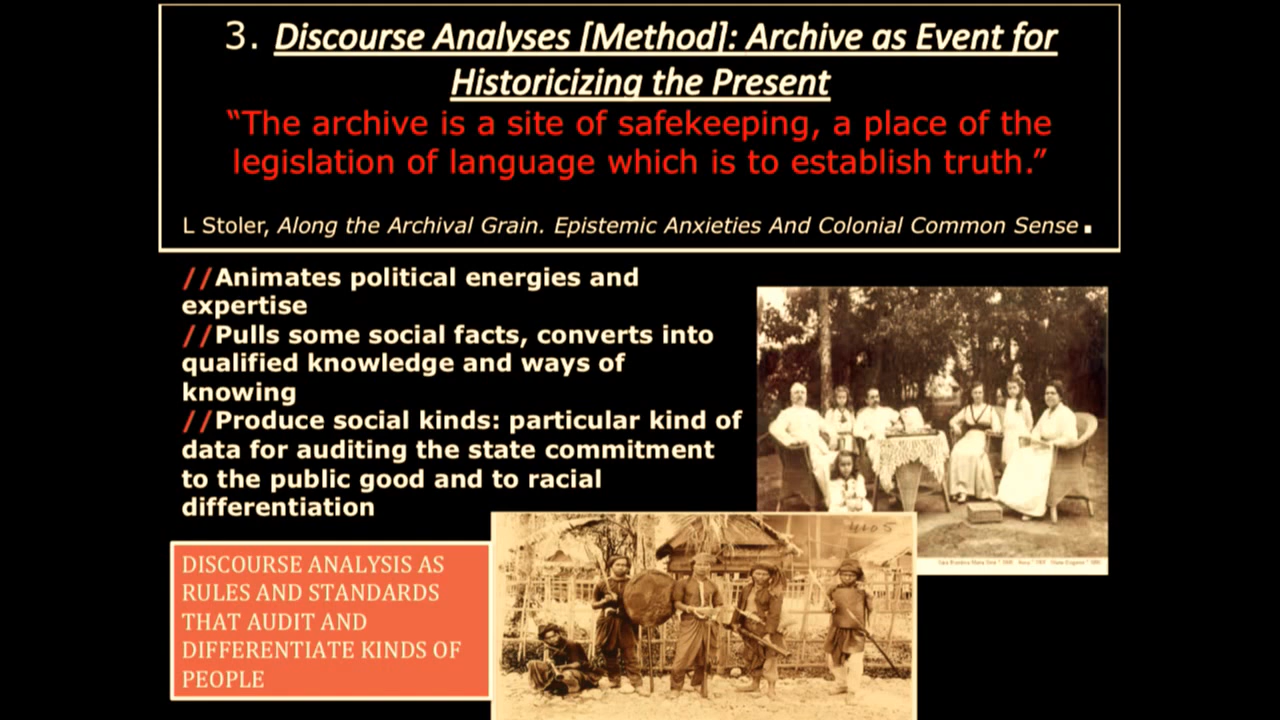 3. Discourse Analyses [Method]: Archive as Event for
Historicizing the Present
“The archive is a site of safekeeping, a place of the
legislation of language which is to establish truth.”
L Stoler, Along the Archival Grain. Epistemic Anxieties And Colonial Common Sense.
//Animates political energies and
expertise
//Pulls some social facts, converts into
qualified knowledge and ways of
knowing
//Produce social kinds: particular kind of
data for auditing the state commitment
to the public good and to racial
differentiation
DISCOURSE ANALYSIS AS
RULES AND STANDARDS
THAT AUDIT AND
DIFFERENTIATE KINDS OF
PEOPLE